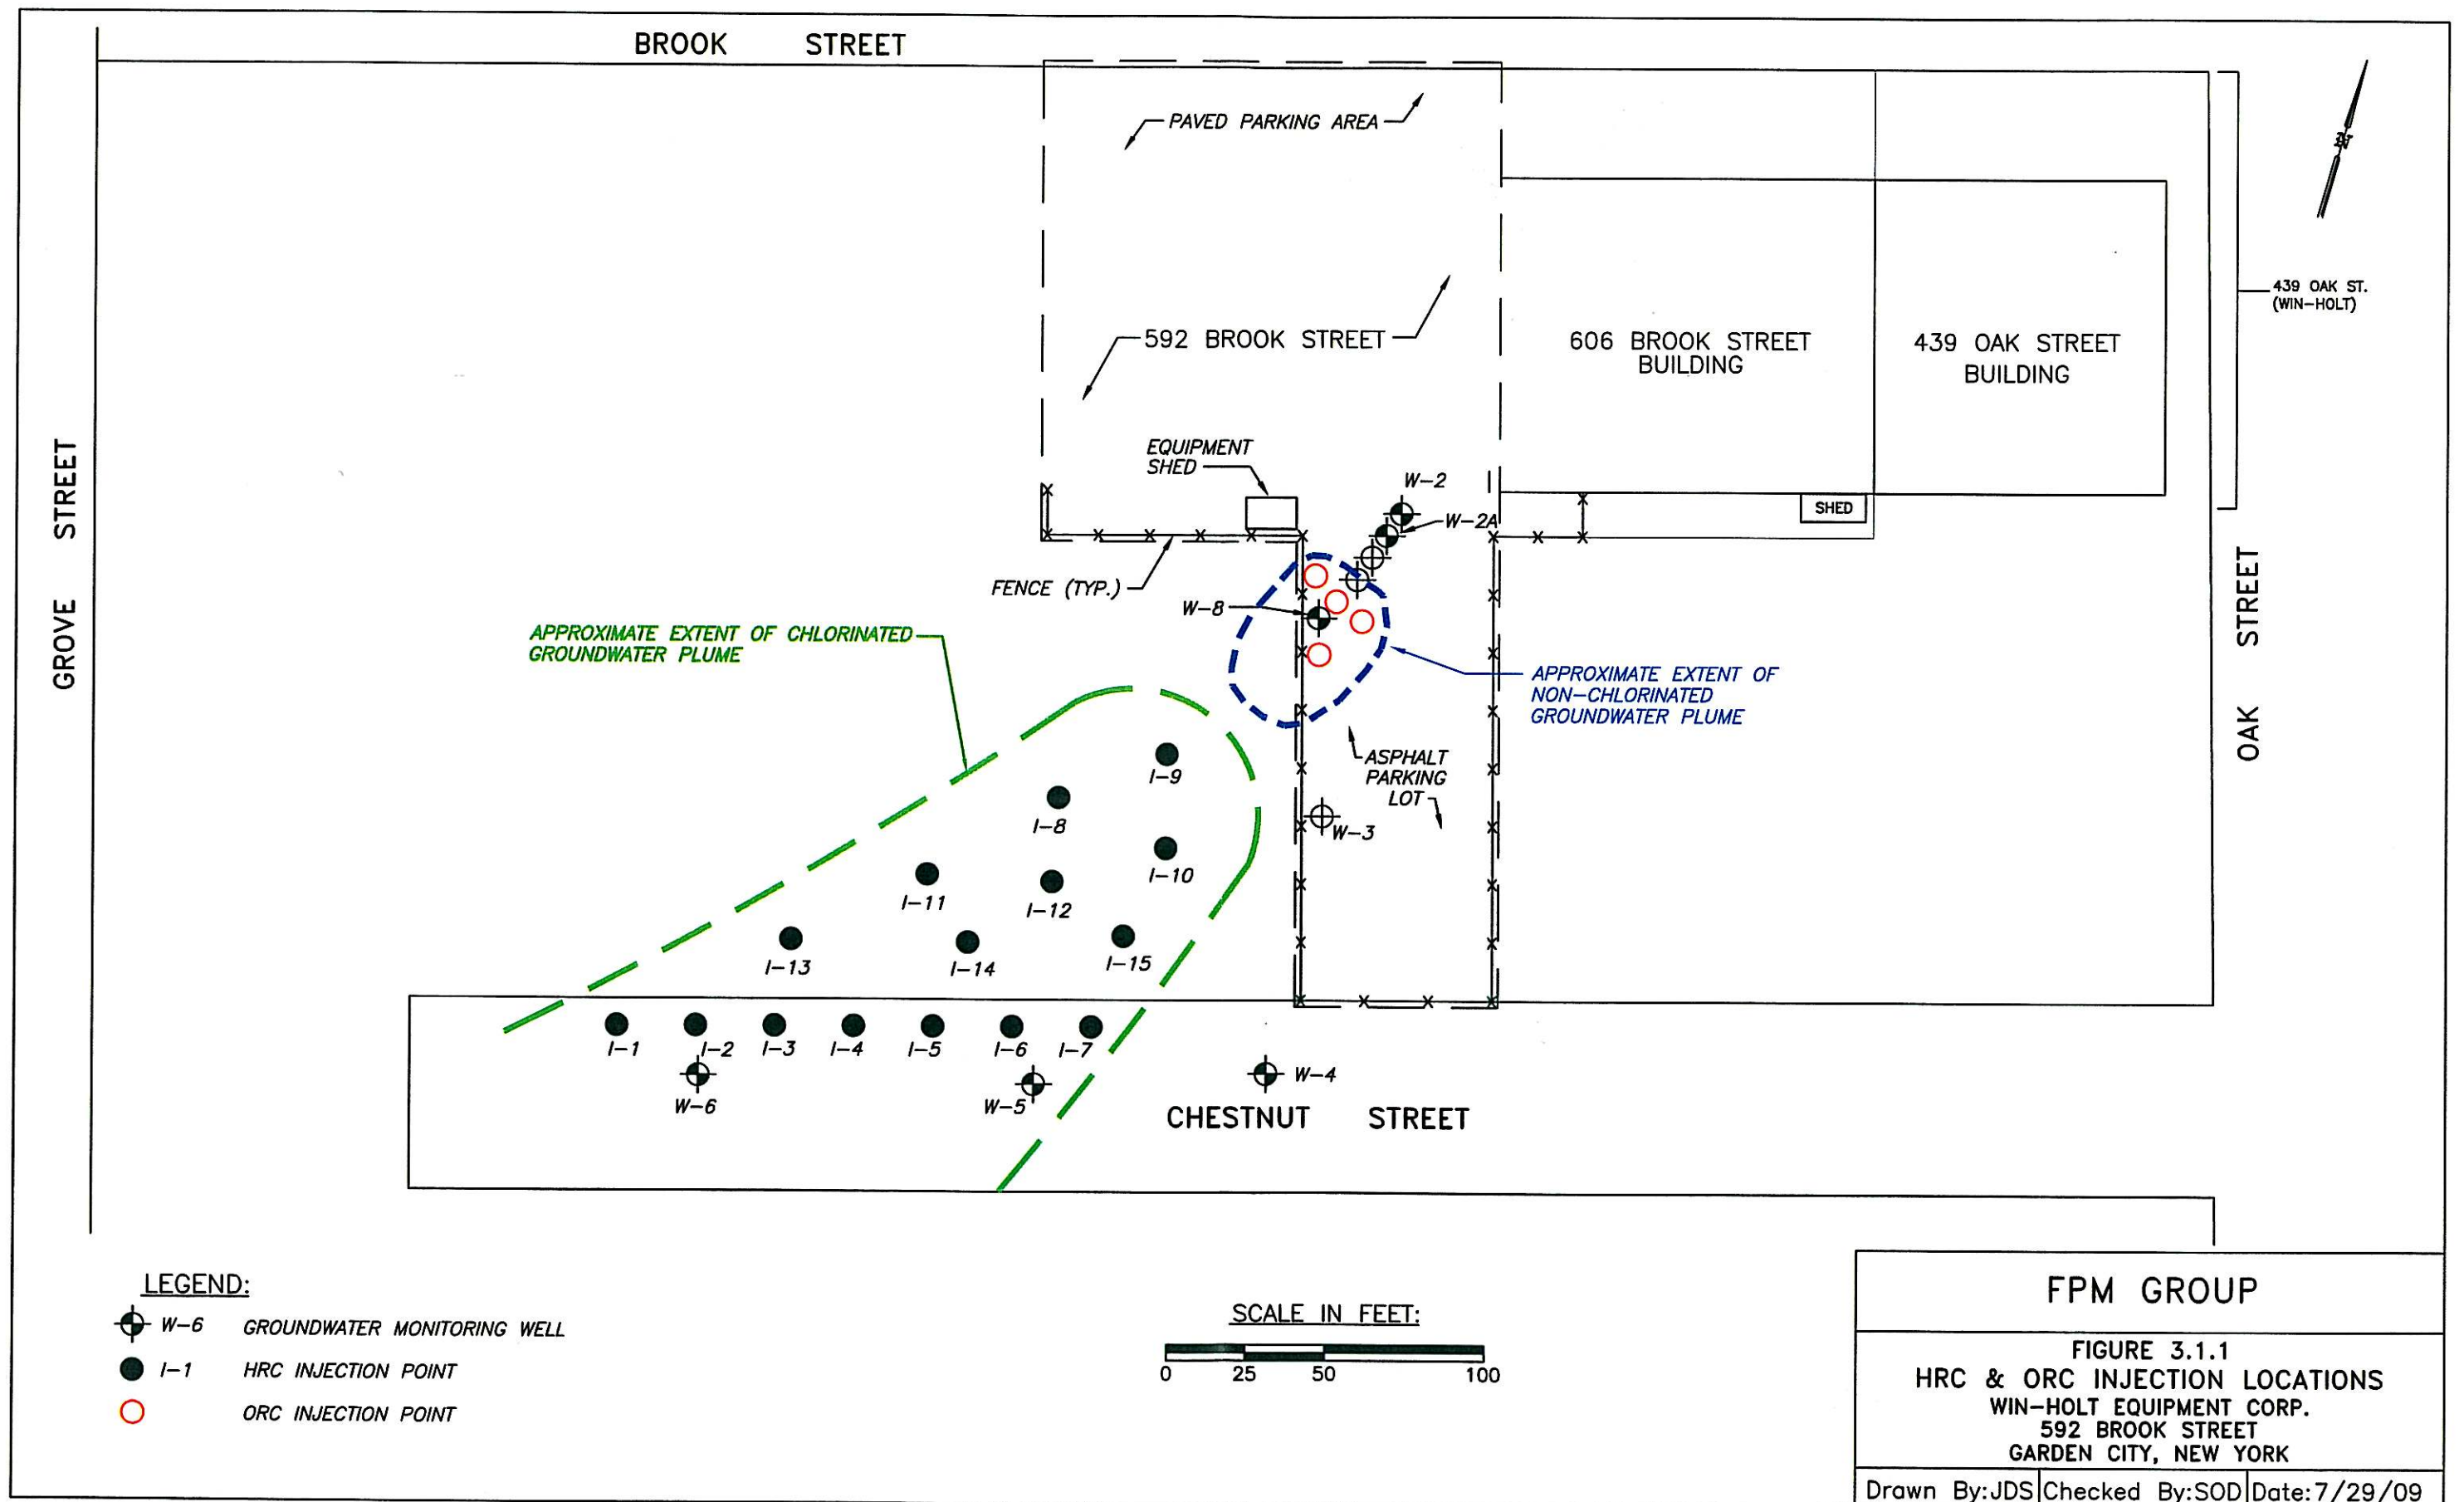 BROOK STREET
PAVED PARKING AREA
N
439 OAK ST.
(WIN-HOLT)
592 BROOK STREET
606 BROOK STREET
BUILDING
439 OAK STREET
BUILDING
GROVE STREET
EQUIPMENT
SHED
W-2
W-2A
SHED
FENCE (TYP.)
W-8
OAK STREET
APPROXIMATE EXTENT OF CHLORINATED
GROUNDWATER PLUME
APPROXIMATE EXTENT OF
NON-CHLORINATED
GROUNDWATER PLUME
ASPHALT
PARKING
LOT
I-9
I-8
W-3
I-10
I-11
I-12
I-13
I-14
I-15
I-1
I-2
I-3
I-4
I-5
I-6
I-7
W-6
W-5
W-4
CHESTNUT STREET
LEGEND:
W-6 GROUNDWATER MONITORING WELL
I-1 HRC INJECTION POINT
ORC INJECTION POINT
SCALE IN FEET:
0 25 50 100
FPM GROUP
FIGURE 3.1.1
HRC & ORC INJECTION LOCATIONS
WIN-HOLT EQUIPMENT CORP.
592 BROOK STREET
GARDEN CITY, NEW YORK
Drawn By:JDS Checked By:SOD Date:7/29/09